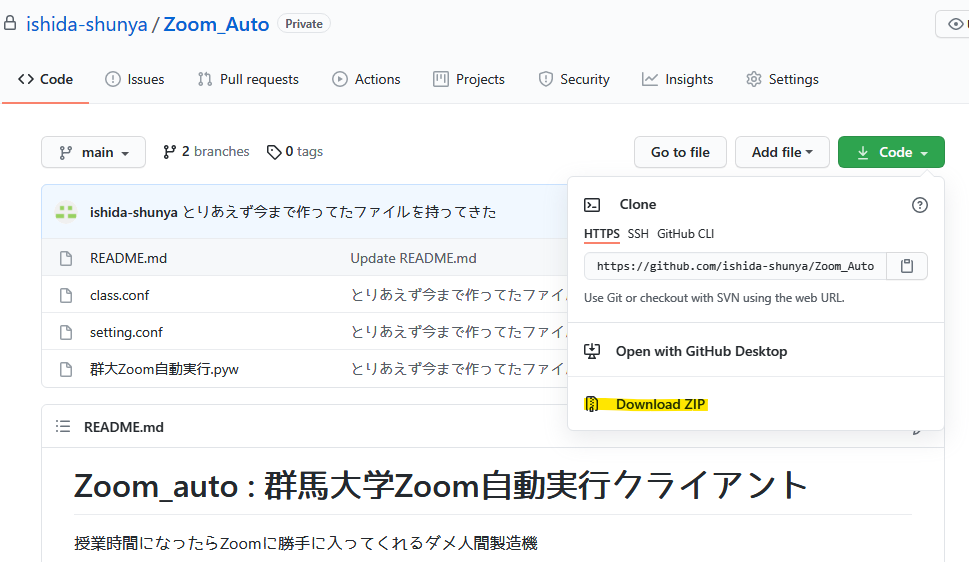 ishida-shunya / Zoom_Auto Private
Code Issues Pull requests Actions Projects Security Insights Settings
main 2 branches 0 tags Go to file Add file Code
ishida-shunya とりあえず今まで作ってたファイルを持ってきた
README.md Update README.md
class.conf とりあえず今まで作ってたファイ
setting.conf とりあえず今まで作ってたファイ
群大Zoom自動実行.pyw とりあえず今まで作ってたファイ
Clone
HTTPS SSH GitHub CLI
https://github.com/ishida-shunya/Zoom_Auto
Use Git or checkout with SVN using the web URL.
Open with GitHub Desktop
Download ZIP
README.md
Zoom_auto : 群馬大学Zoom自動実行クライアント
授業時間になったらZoomに勝手に入ってくれるダメ人間製造機